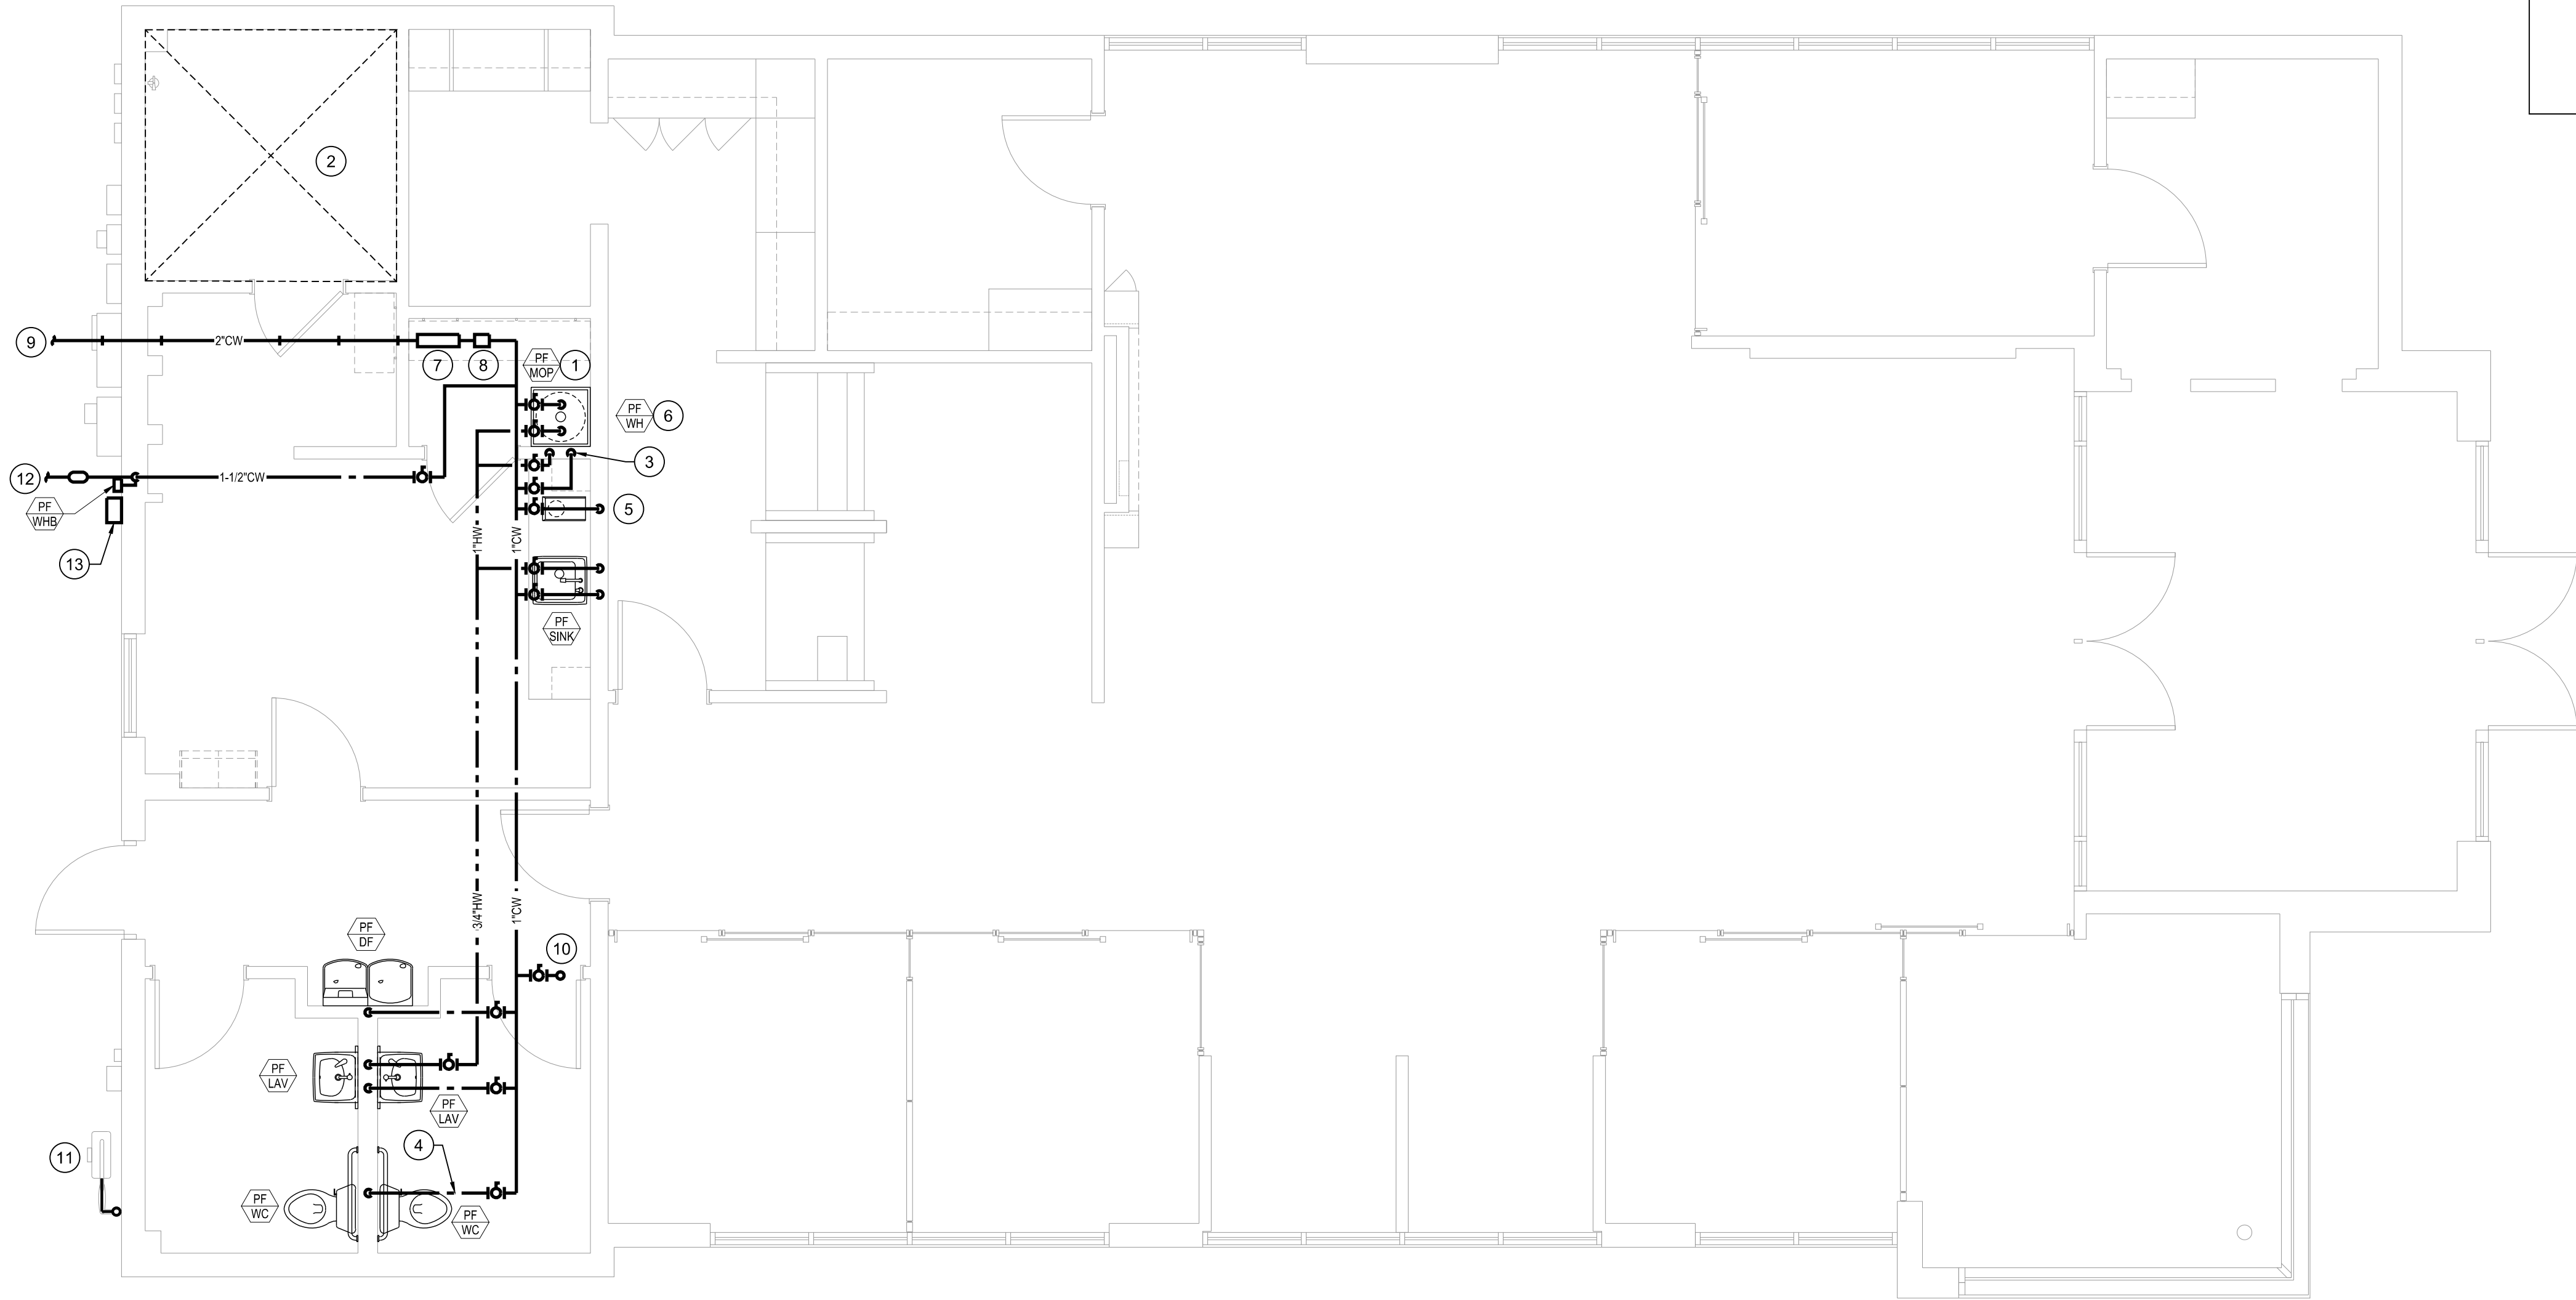 2
9
2"CW
7
8
PF
MOP
1
PF
WH
6
3
12
1-1/2"CW
PF
WHB
5
13
1"HW
1"CW
PF
SINK
3/4"HW
1"CW
PF
DF
10
PF
LAV
PF
LAV
4
11
PF
WC
PF
WC